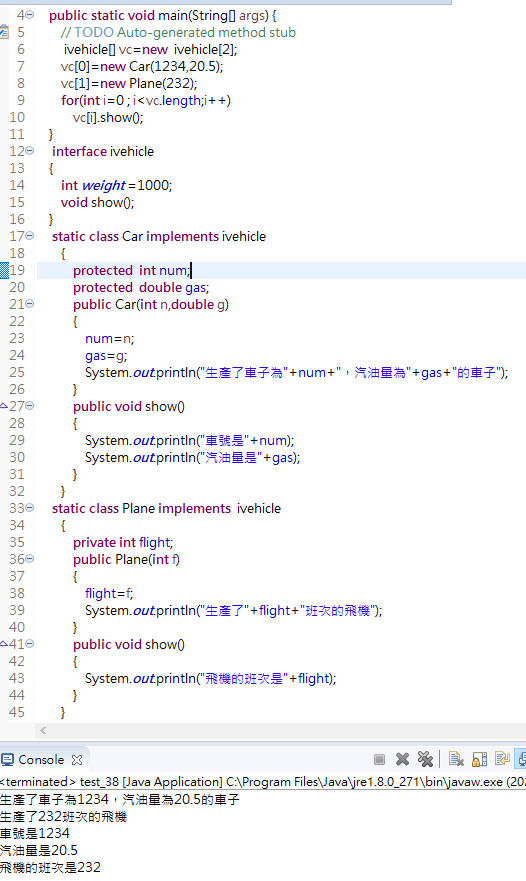 4 public static void main(String[] args) {
5 // TODO Auto-generated method stub
6 ivehicle[] vc=new ivehicle[2];
7 vc[0]=new Car(1234,20.5);
8 vc[1]=new Plane(232);
9 for(int i=0 ; i<vc.length;i++)
10 vc[i].show();
11 }
12 interface ivehicle
13 {
14 int weight =1000;
15 void show();
16 }
17 static class Car implements ivehicle
18 {
19 protected int num;
20 protected double gas;
21 public Car(int n,double g)
22 {
23 num=n;
24 gas=g;
25 System.out.println("生產了車子為"+num+"，汽油量為"+gas+"的車子");
26 }
27 public void show()
28 {
29 System.out.println("車號是"+num);
30 System.out.println("汽油量是"+gas);
31 }
32 }
33 static class Plane implements ivehicle
34 {
35 private int flight;
36 public Plane(int f)
37 {
38 flight=f;
39 System.out.println("生產了"+flight+"班次的飛機");
40 }
41 public void show()
42 {
43 System.out.println("飛機的班次是"+flight);
44 }
45 }
Console
<terminated> test_38 [Java Application] C:\Program Files\Java\jre1.8.0_271\bin\javaw.exe (202
生產了車子為1234，汽油量為20.5的車子
生產了232班次的飛機
車號是1234
汽油量是20.5
飛機的班次是232